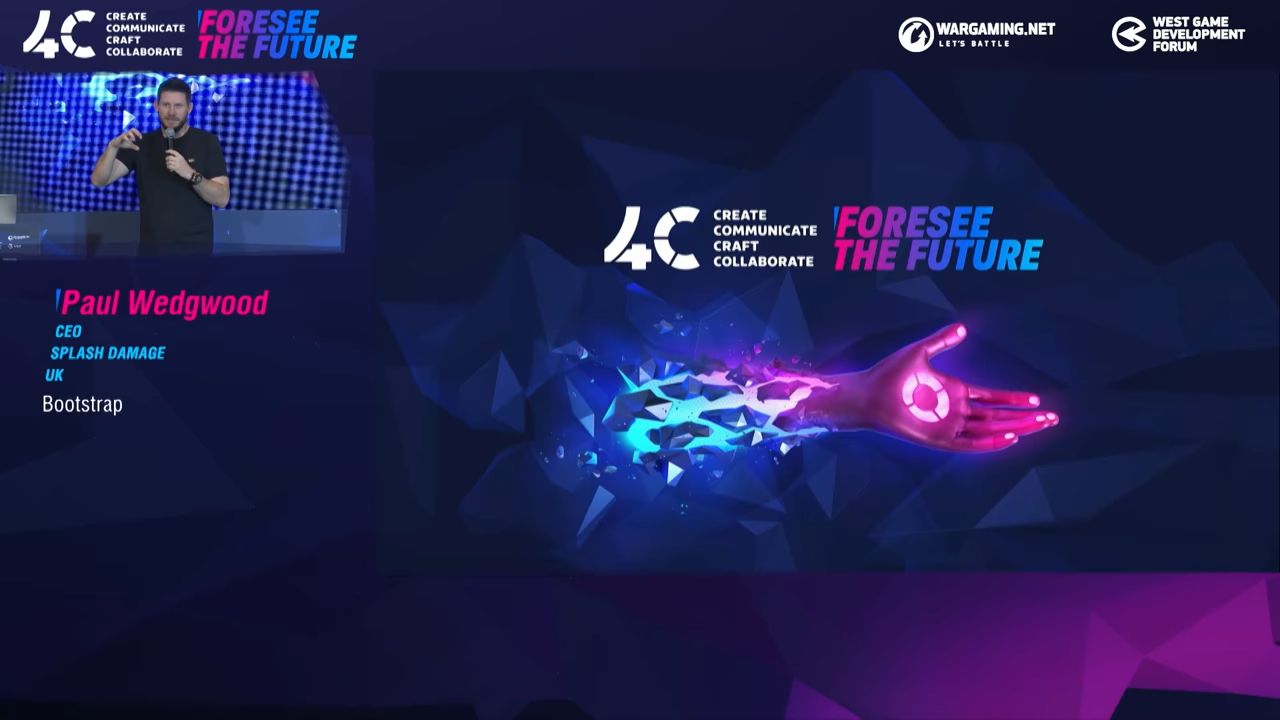 4C
CREATE
COMMUNICATE
CRAFT
COLLABORATE
FORESEE
THE FUTURE
WARGAMING.NET
LET'S BATTLE
WEST GAME
DEVELOPMENT
FORUM
Paul Wedgwood
CEO
SPLASH DAMAGE
UK
Bootstrap
4C
CREATE
COMMUNICATE
CRAFT
COLLABORATE
FORESEE
THE FUTURE